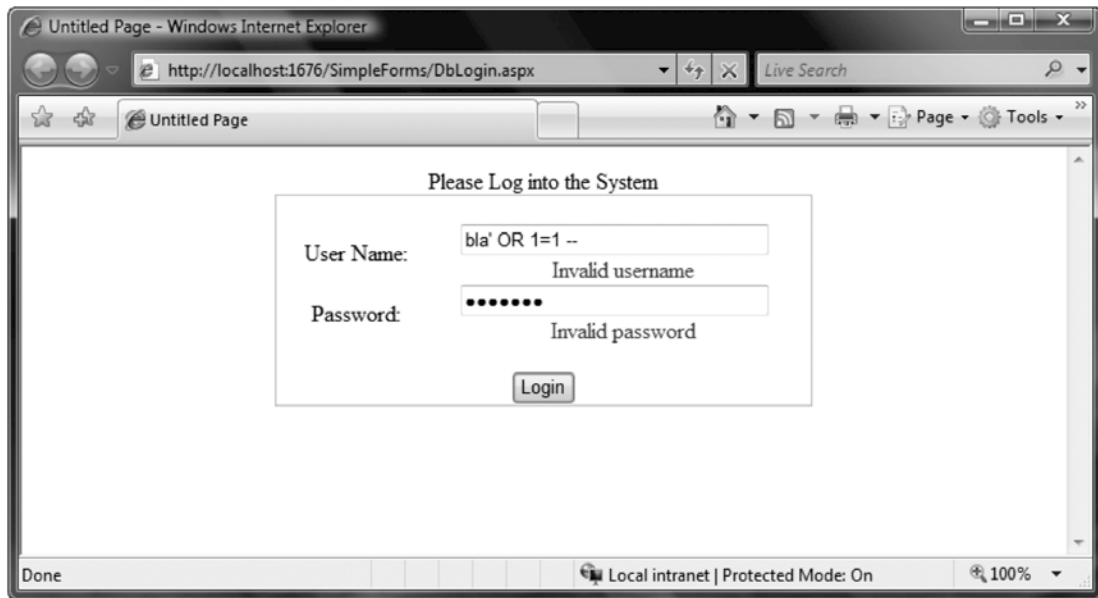 Untitled Page - Windows Internet Explorer
http://localhost:1676/SimpleForms/DbLogin.aspx
Live Search
Untitled Page
Page
Tools
Please Log into the System
User Name:
bla' OR 1=1 --
Invalid username
Password:
•••••••
Invalid password
Login
Done
Local intranet | Protected Mode: On
100%